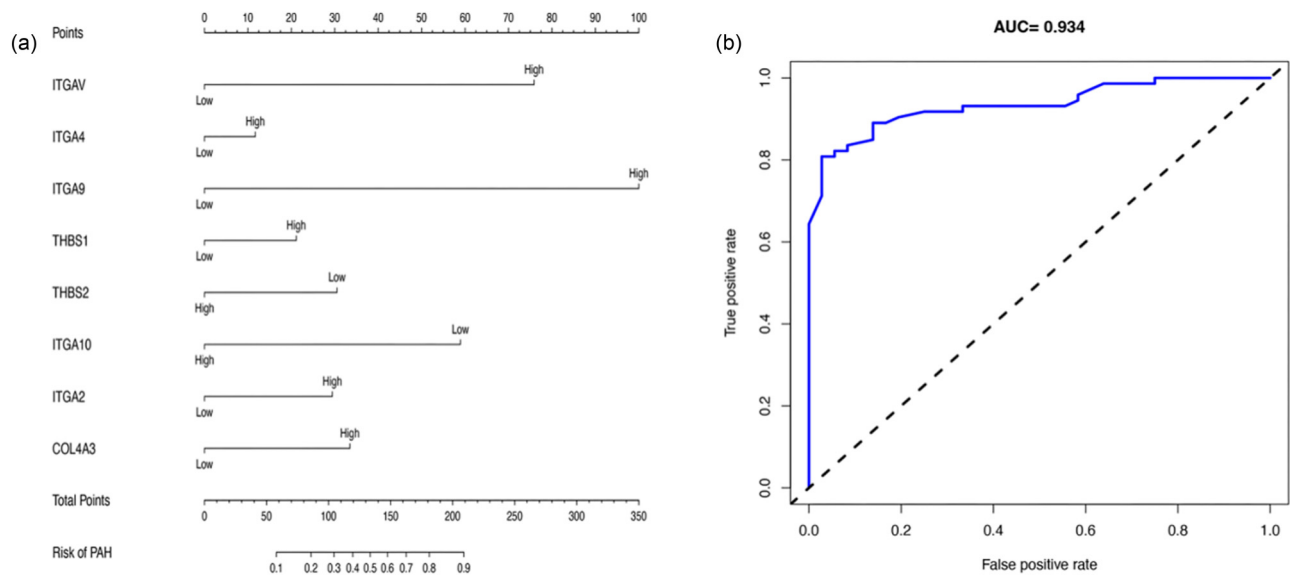 (a)
Points 0 10 20 30 40 50 60 70 80 90 100
ITGAV High
Low
ITGA4 High
Low
ITGA9 High
Low
THBS1 High
Low
THBS2 Low
High
ITGA10 Low
High
ITGA2 High
Low
COL4A3 High
Low
Total Points
0 50 100 150 200 250 300 350
Risk of PAH
0.1 0.2 0.3 0.4 0.5 0.6 0.7 0.8 0.9
(b)
AUC= 0.934
True positive rate
1.0
0.8
0.6
0.4
0.2
0.0
0.0 0.2 0.4 0.6 0.8 1.0
False positive rate